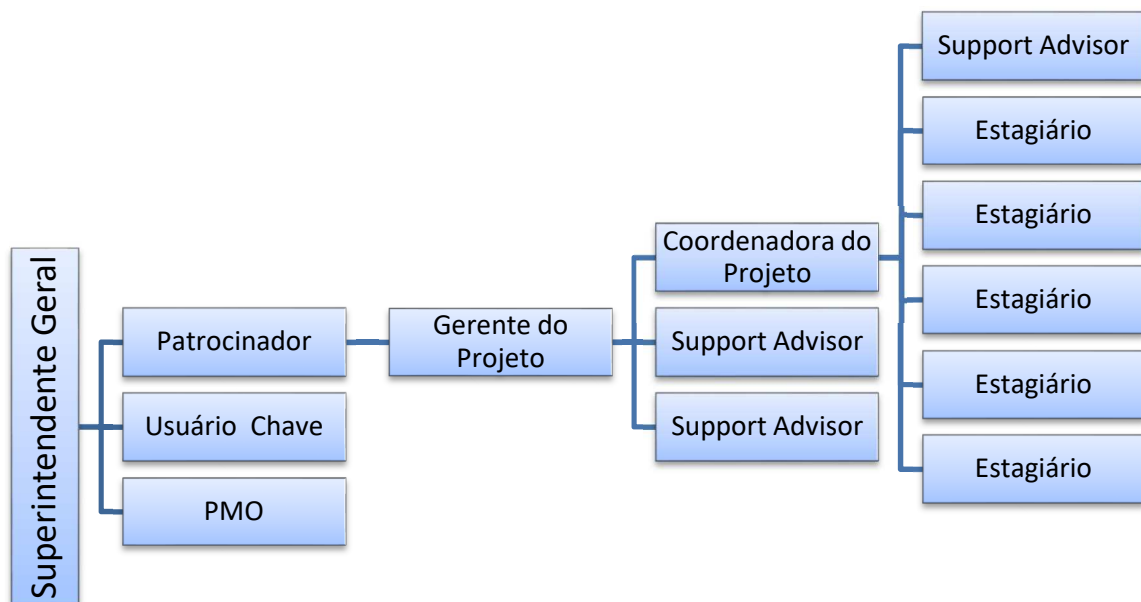 Superintendente Geral
Patrocinador
Usuário Chave
PMO
Gerente do
Projeto
Coordenadora do
Projeto
Support Advisor
Support Advisor
Support Advisor
Estagiário
Estagiário
Estagiário
Estagiário
Estagiário